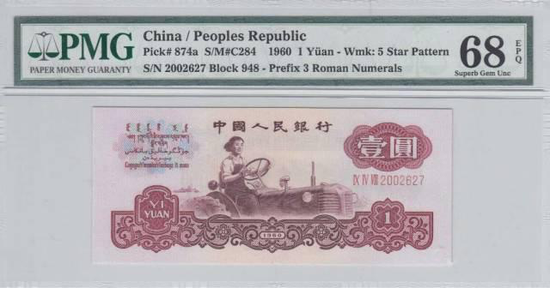 PMG
PAPER MONEY GUARANTY
China / Peoples Republic
Pick# 874a S/M#C284 1960 1 Yüan - Wmk: 5 Star Pattern
S/N 2002627 Block 948 - Prefix 3 Roman Numerals
68 EPQ
Superb Gem Unc
中國人民銀行
壹圓
IX IV VIII 2002627
YI
YUAN
1960
1